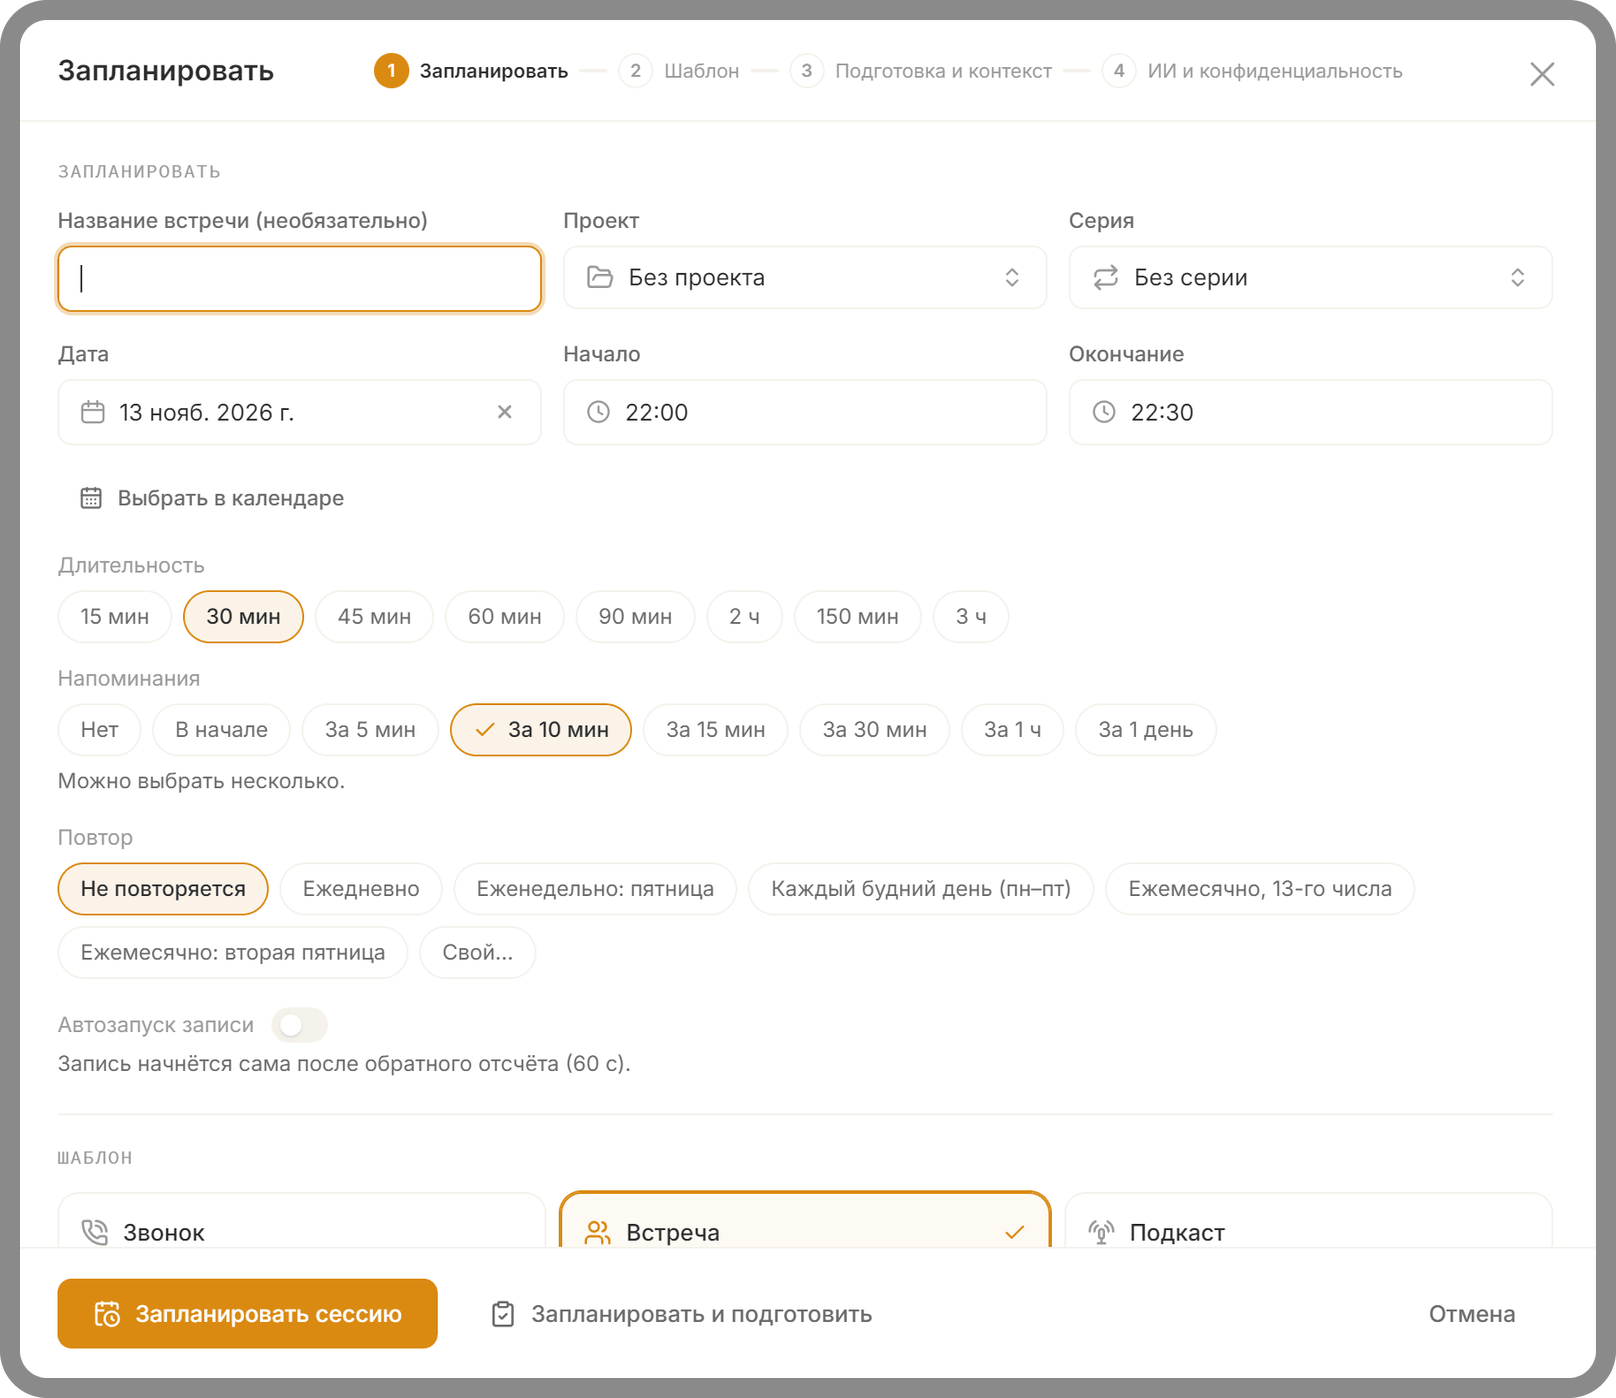 Запланировать
1 Запланировать
2 Шаблон
3 Подготовка и контекст
4 ИИ и конфиденциальность
ЗАПЛАНИРОВАТЬ
Название встречи (необязательно)
Проект
Серия
Без проекта
Без серии
Дата
Начало
Окончание
13 нояб. 2026 г.
22:00
22:30
Выбрать в календаре
Длительность
15 мин
30 мин
45 мин
60 мин
90 мин
2 ч
150 мин
3 ч
Напоминания
Нет
В начале
За 5 мин
За 10 мин
За 15 мин
За 30 мин
За 1 ч
За 1 день
Можно выбрать несколько.
Повтор
Не повторяется
Ежедневно
Еженедельно: пятница
Каждый будний день (пн–пт)
Ежемесячно, 13-го числа
Ежемесячно: вторая пятница
Свой...
Автозапуск записи
Запись начнётся сама после обратного отсчёта (60 с).
ШАБЛОН
Звонок
Встреча
Подкаст
Запланировать сессию
Запланировать и подготовить
Отмена